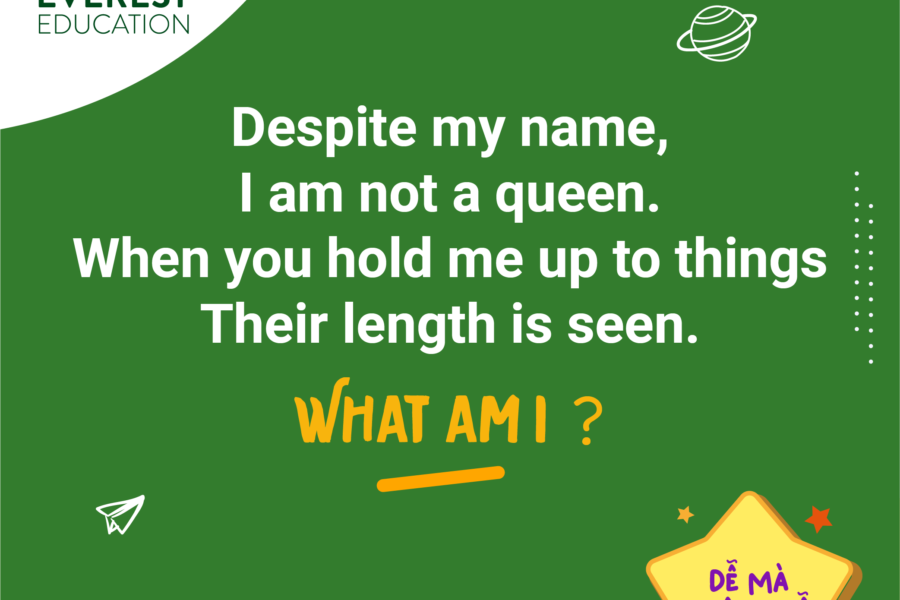 EVEREST
EDUCATION
Despite my name,
I am not a queen.
When you hold me up to things
Their length is seen.
WHAT AM I ?
DỄ MÀ